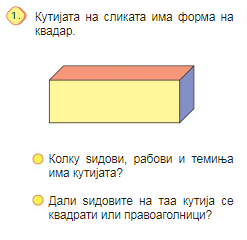 1. Кутијата на сликата има форма на
квадар.
Колку ѕидови, рабови и темиња
има кутијата?
Дали ѕидовите на таа кутија се
квадрати или правоаголници?